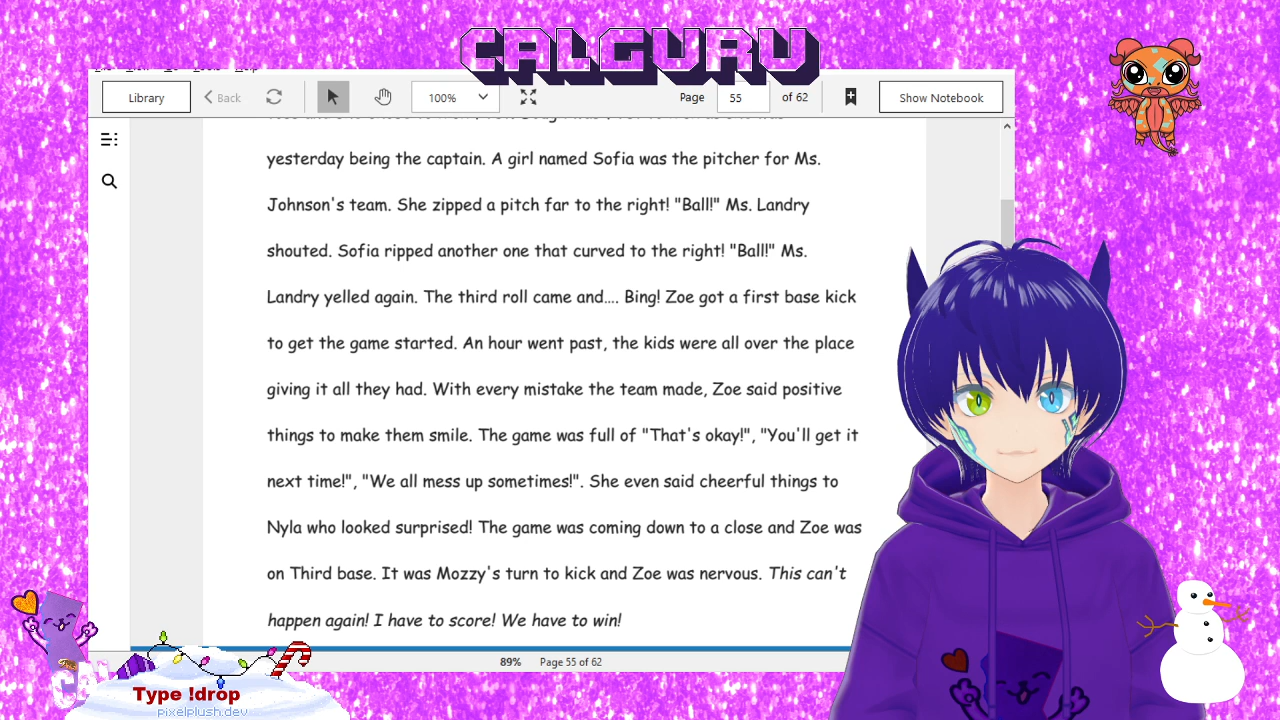 CALGURU
Library
Back
100%
Page
55
of 62
Show Notebook
yesterday being the captain. A girl named Sofia was the pitcher for Ms.
Johnson's team. She zipped a pitch far to the right! "Ball!" Ms. Landry
shouted. Sofia ripped another one that curved to the right! "Ball!" Ms.
Landry yelled again. The third roll came and.... Bing! Zoe got a first base kick
to get the game started. An hour went past, the kids were all over the place
giving it all they had. With every mistake the team made, Zoe said positive
things to make them smile. The game was full of "That's okay!", "You'll get it
next time!", "We all mess up sometimes!". She even said cheerful things to
Nyla who looked surprised! The game was coming down to a close and Zoe was
on Third base. It was Mozzy's turn to kick and Zoe was nervous. This can't
happen again! I have to score! We have to win!
89%
Page 55 of 62
Type !drop
pixelplush.dev